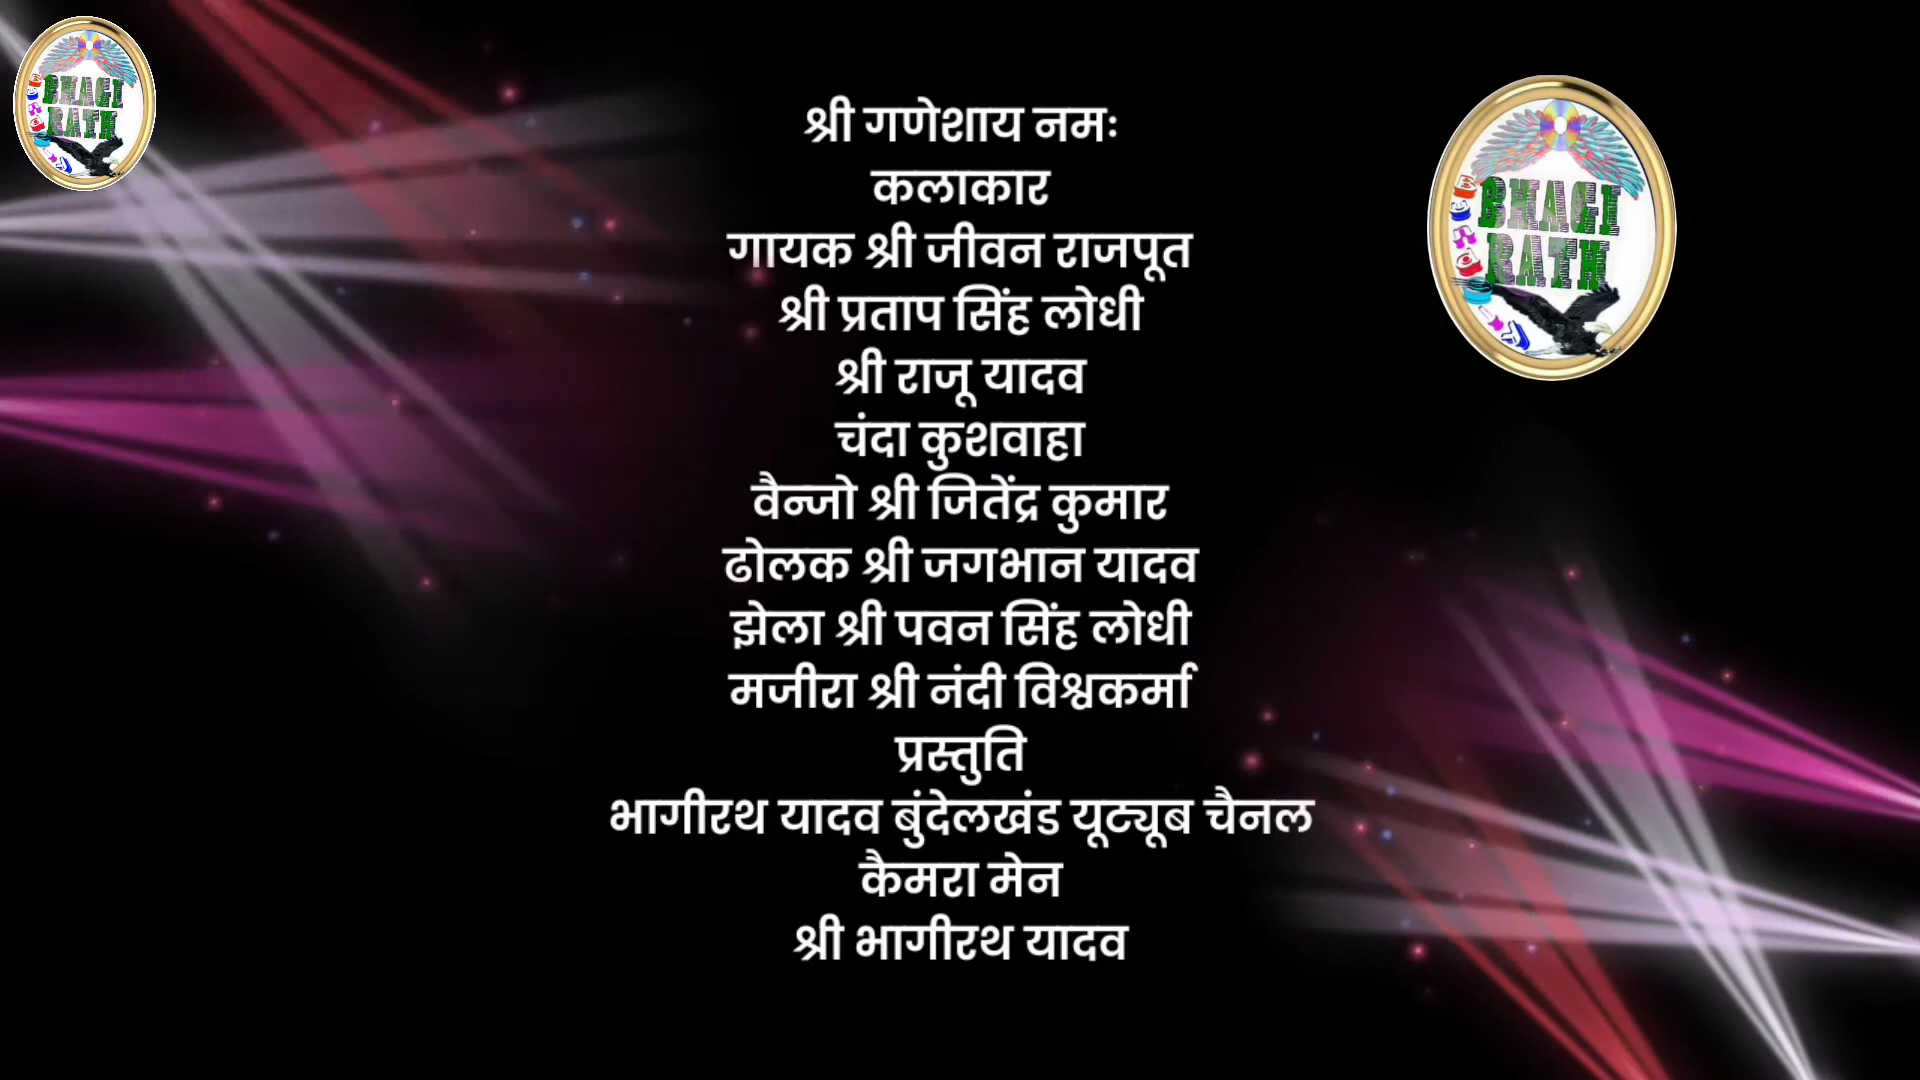 श्री गणेशाय नमः
कलाकार
गायक श्री जीवन राजपूत
श्री प्रताप सिंह लोधी
श्री राजू यादव
चंदा कुशवाहा
वैन्जो श्री जितेंद्र कुमार
ढोलक श्री जगभान यादव
झेला श्री पवन सिंह लोधी
मजीरा श्री नंदी विश्वकर्मा
प्रस्तुति
भागीरथ यादव बुंदेलखंड यूट्यूब चैनल
कैमरा मेन
श्री भागीरथ यादव
BHAGI
RATH
BHAGI
RATH